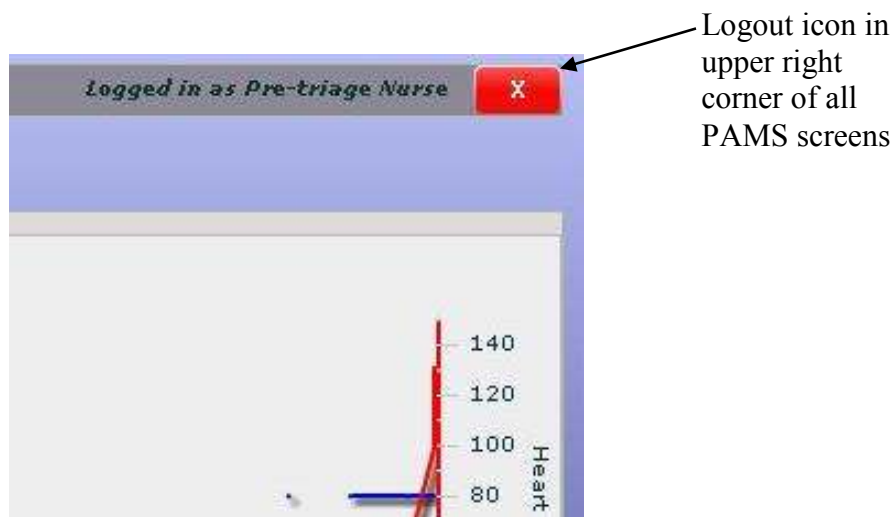 Logout icon in
upper right
corner of all
PAMS screens
Logged in as Pre-triage Nurse
X
140
120
100
80
Heart